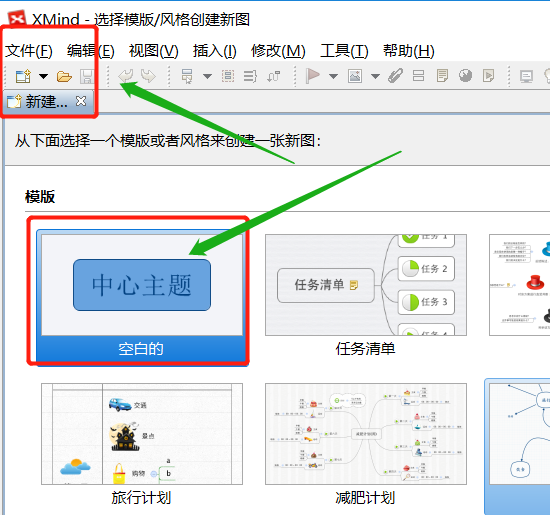 XMind - 选择模版/风格创建新图
文件(F) 编辑(E) 视图(V) 插入(I) 修改(M) 工具(T) 帮助(H)
新建...
从下面选择一个模版或者风格来创建一张新图：
模版
中心主题
空白的
任务清单
任务 1
任务 2
任务 3
任务 4
任务清单
交通
景点
购物
a
b
旅行计划
减肥计划